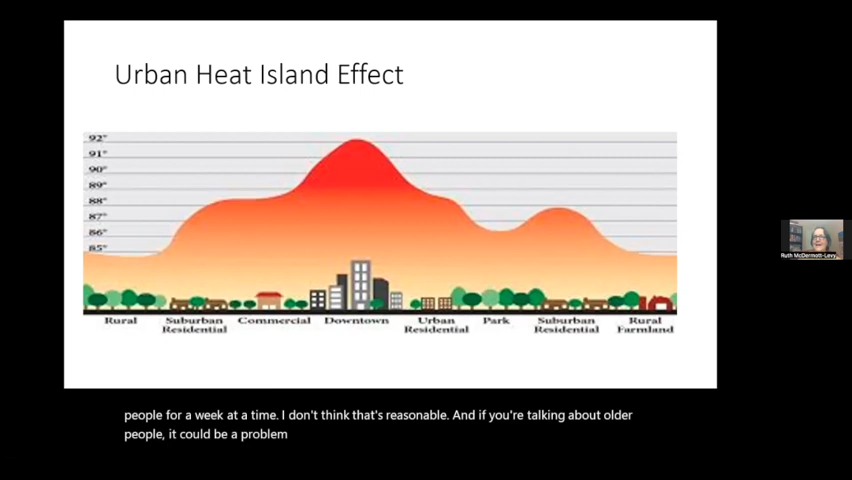 Urban Heat Island Effect
92°
91°
90°
89°
88°
87°
86°
85°
Rural
Suburban
Residential
Commercial
Downtown
Urban
Residential
Park
Suburban
Residential
Rural
Farmland
Ruth McDermott-Levy
people for a week at a time. I don't think that's reasonable. And if you're talking about older
people, it could be a problem